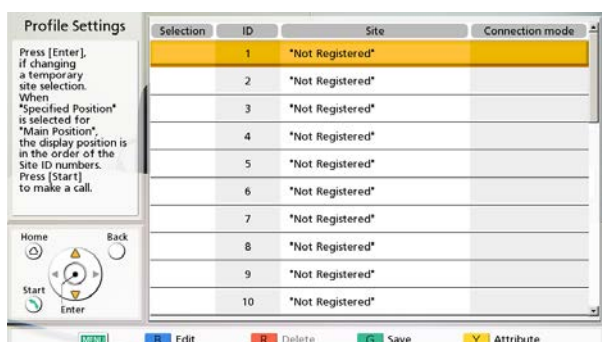 Profile Settings
Press [Enter],
if changing
a temporary
site selection.
When
"Specified Position"
is selected for
"Main Position",
the display position is
in the order of the
Site ID numbers.
Press [Start]
to make a call.
Home
Back
Start
Enter
Selection ID Site Connection mode
1 "Not Registered"
2 "Not Registered"
3 "Not Registered"
4 "Not Registered"
5 "Not Registered"
6 "Not Registered"
7 "Not Registered"
8 "Not Registered"
9 "Not Registered"
10 "Not Registered"
MENU B Edit R Delete G Save Y Attribute